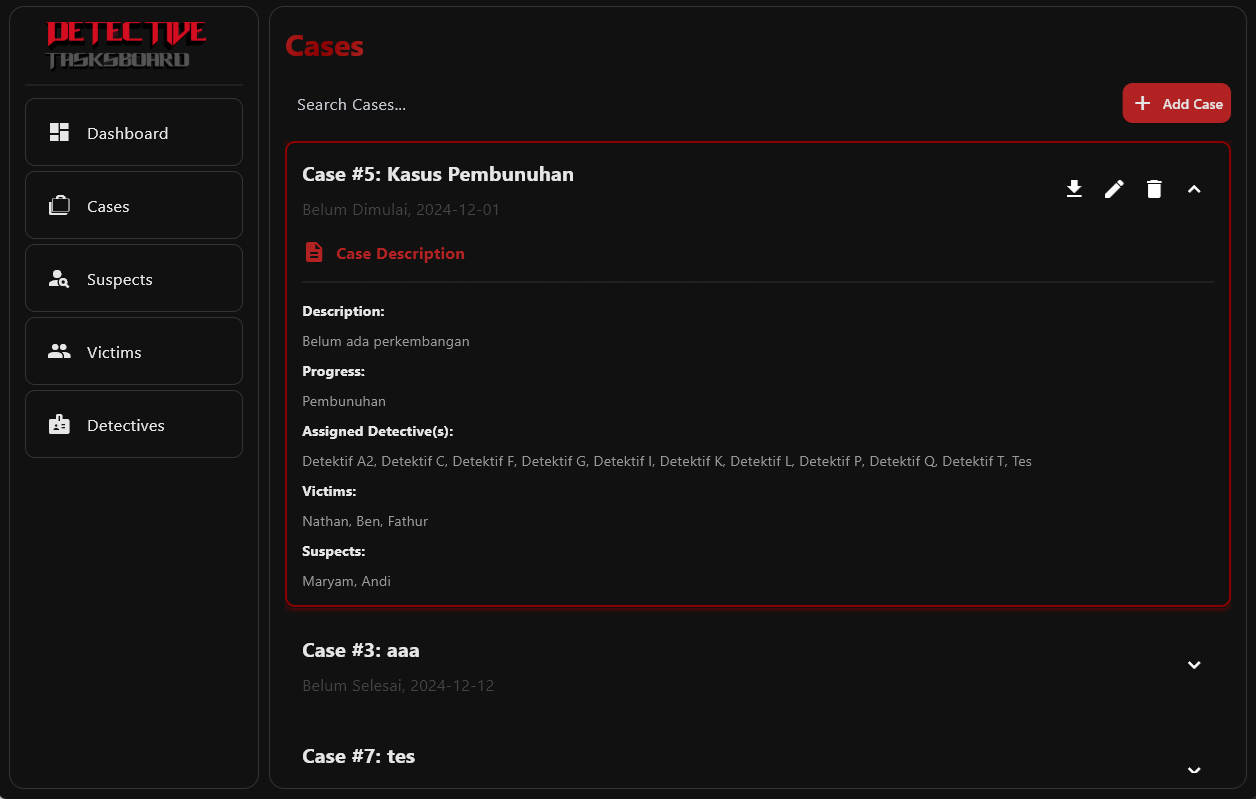 DETECTIVE
TASKSBOARD
Dashboard
Cases
Suspects
Victims
Detectives
Cases
Search Cases...
Add Case
Case #5: Kasus Pembunuhan
Belum Dimulai, 2024-12-01
Case Description
Description:
Belum ada perkembangan
Progress:
Pembunuhan
Assigned Detective(s):
Detektif A2, Detektif C, Detektif F, Detektif G, Detektif I, Detektif K, Detektif L, Detektif P, Detektif Q, Detektif T, Tes
Victims:
Nathan, Ben, Fathur
Suspects:
Maryam, Andi
Case #3: aaa
Belum Selesai, 2024-12-12
Case #7: tes